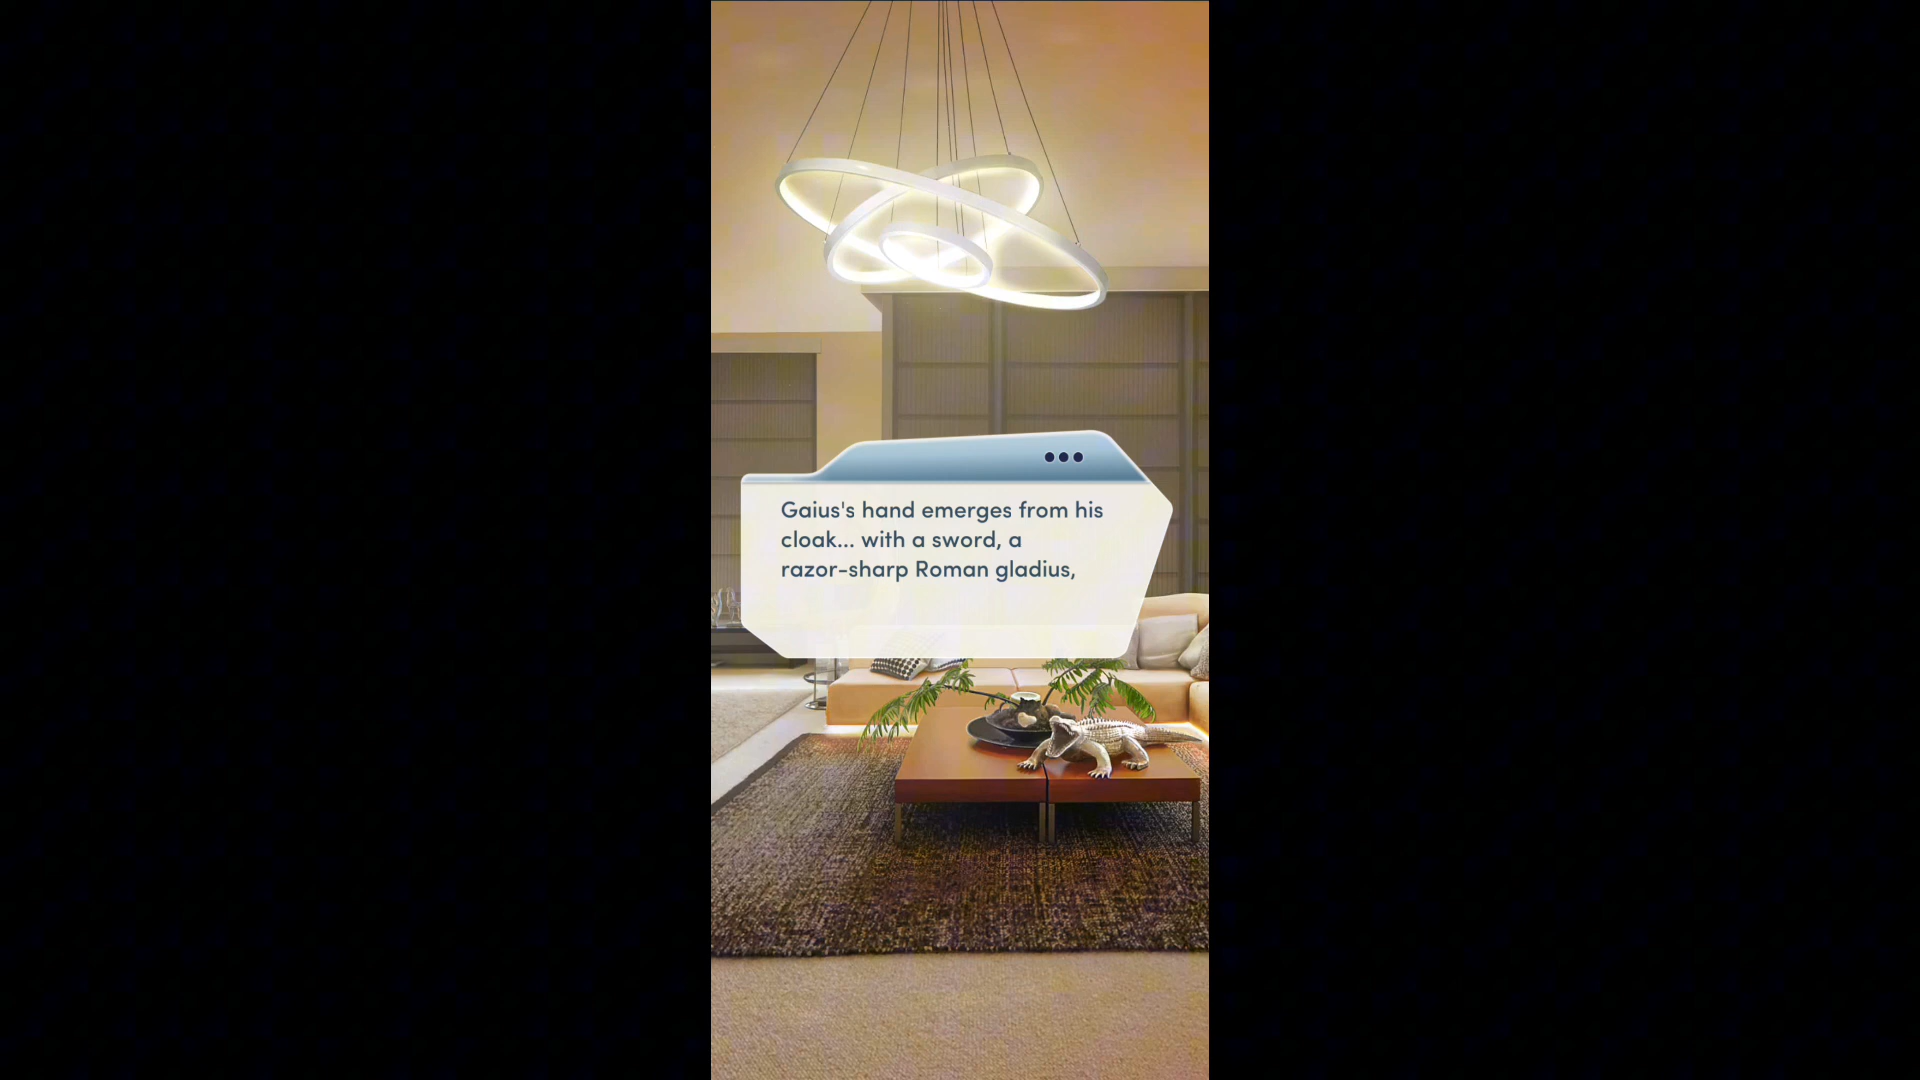 Gaius's hand emerges from his
cloak... with a sword, a
razor-sharp Roman gladius,